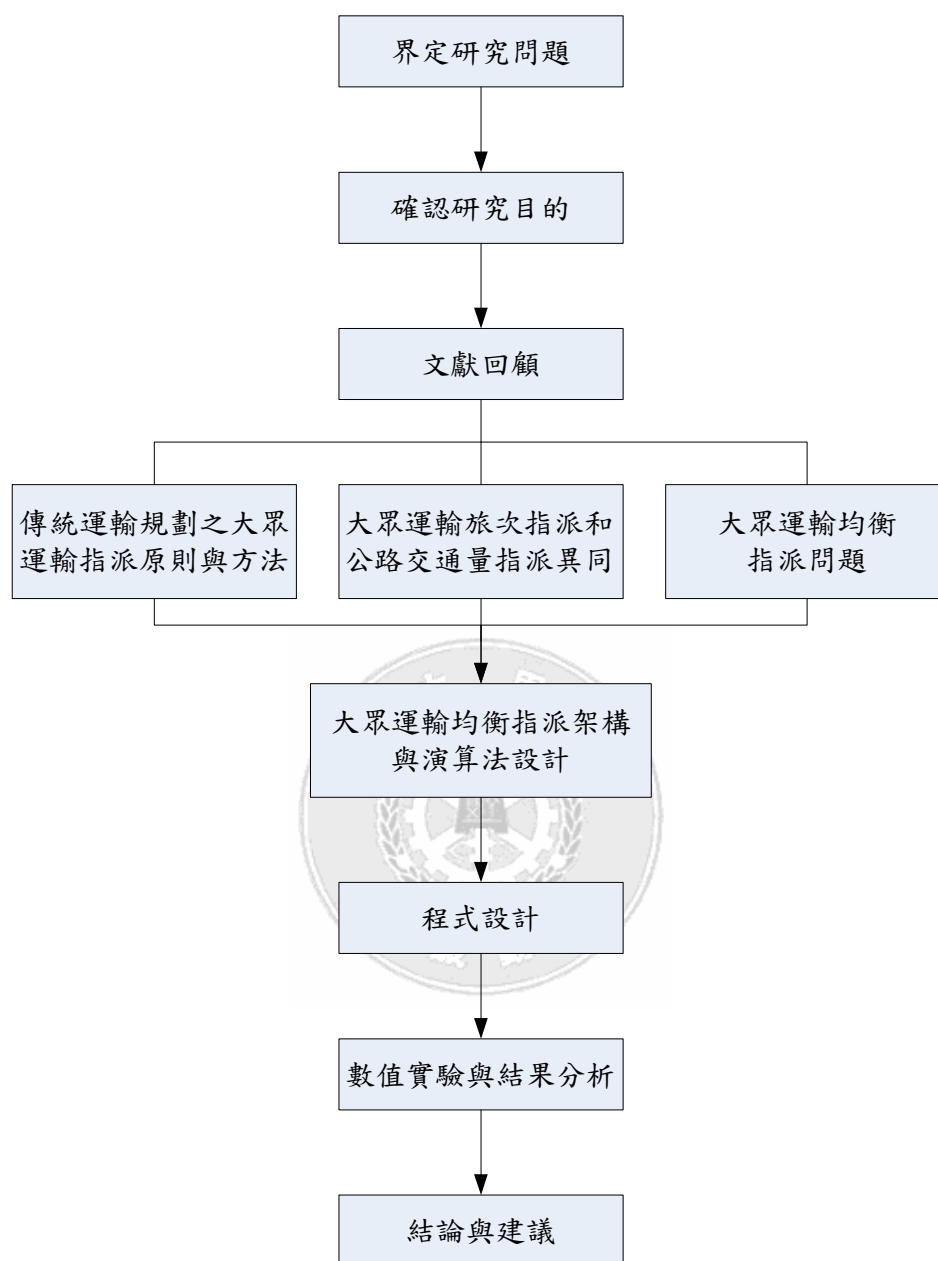 界定研究問題
確認研究目的
文獻回顧
傳統運輸規劃之大眾
運輸指派原則與方法
大眾運輸旅次指派和
公路交通量指派異同
大眾運輸均衡
指派問題
大眾運輸均衡指派架構
與演算法設計
程式設計
數值實驗與結果分析
結論與建議